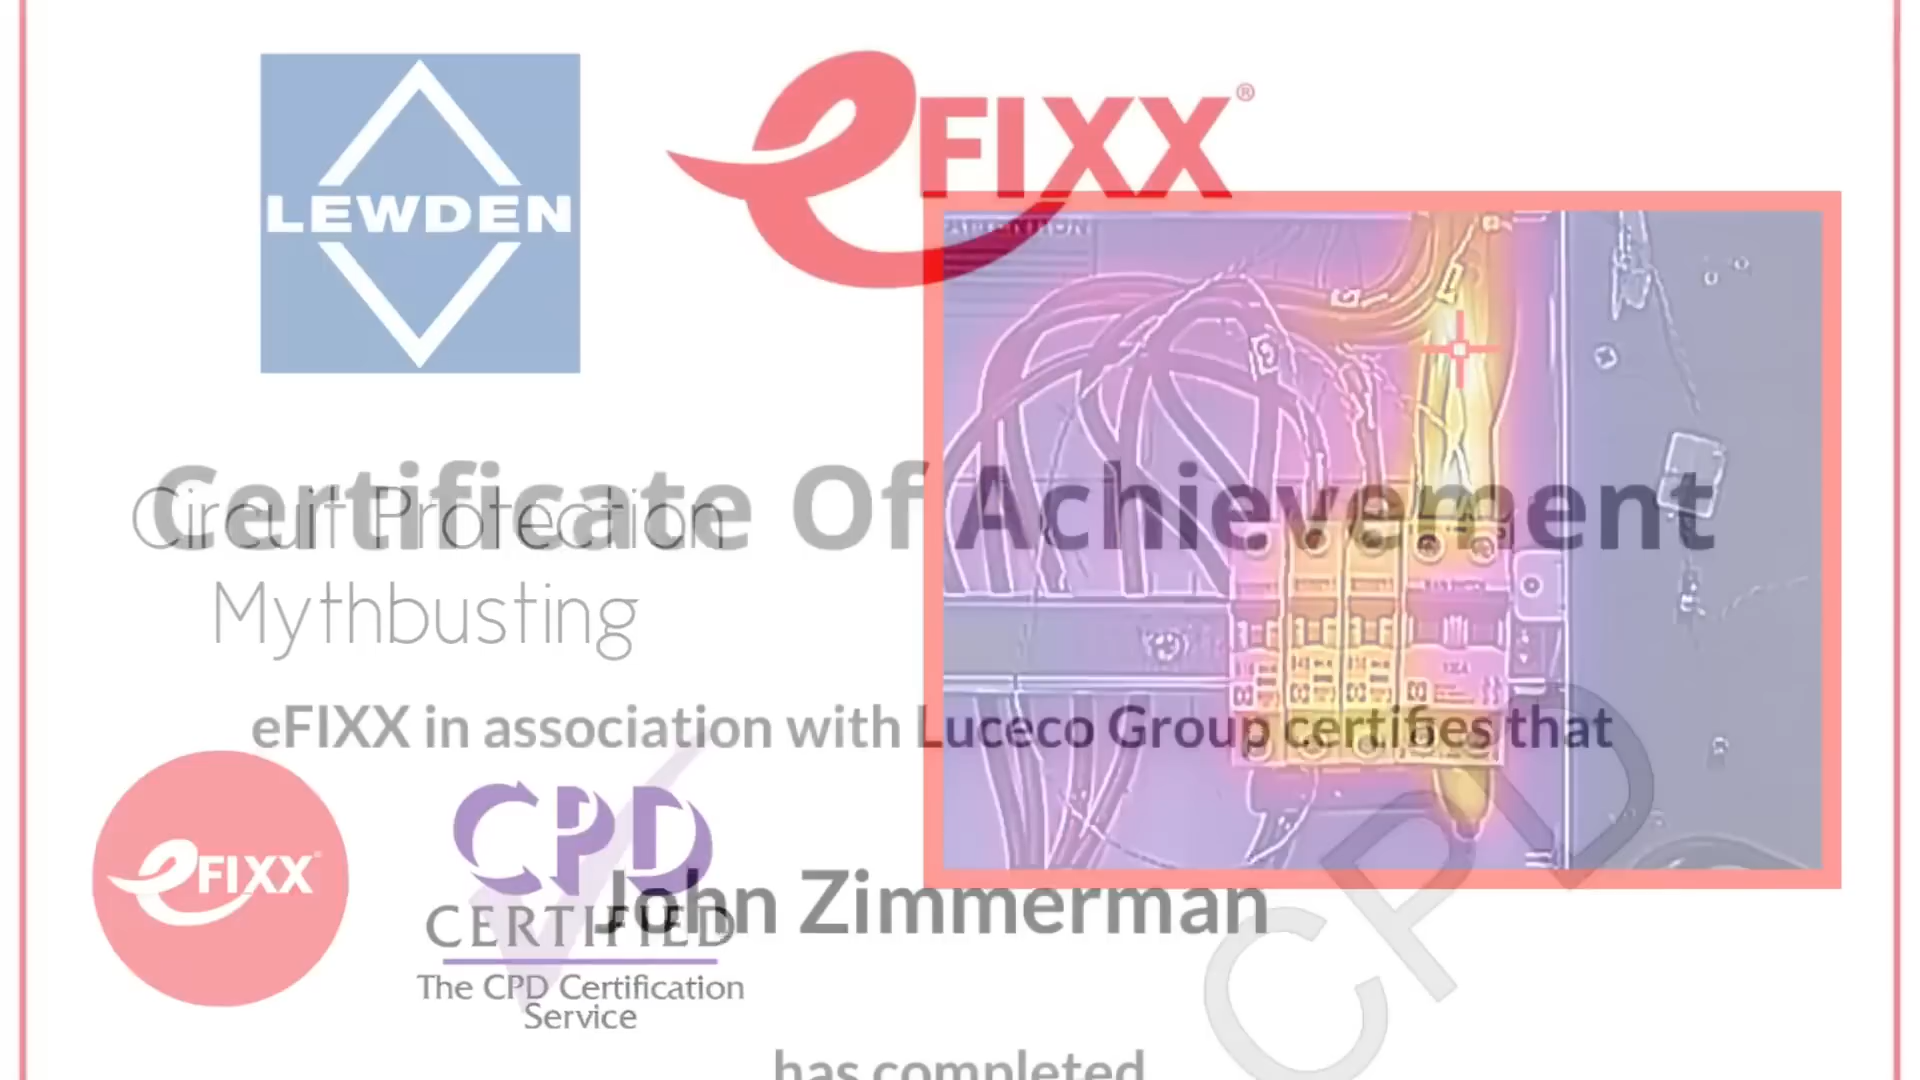 LEWDEN
eFIXX®
ATTENTION
Certificate Of Achievement
Circuit Protection
Mythbusting
eFIXX in association with Luceco Group certifies that
eFIXX
CPD
CERTIFIED
The CPD Certification
Service
John Zimmerman
CPD
has completed